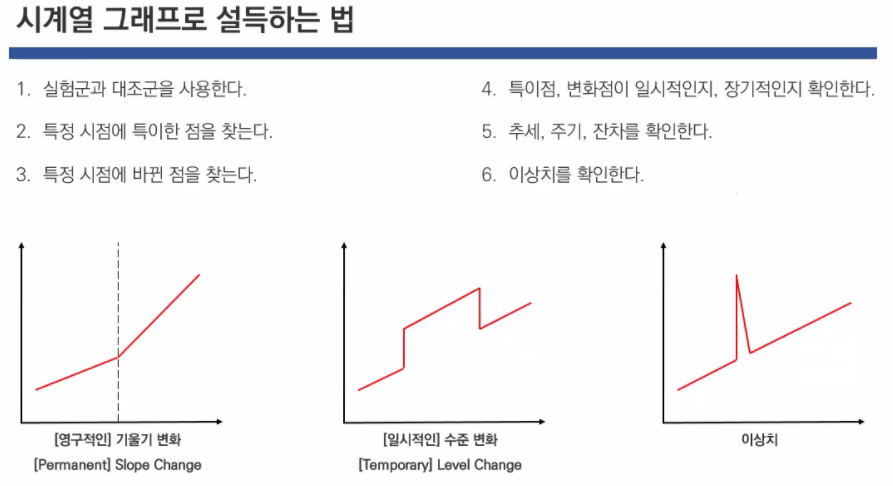 시계열 그래프로 설득하는 법
1. 실험군과 대조군을 사용한다.
2. 특정 시점에 특이한 점을 찾는다.
3. 특정 시점에 바뀐 점을 찾는다.
4. 특이점, 변화점이 일시적인지, 장기적인지 확인한다.
5. 추세, 주기, 잔차를 확인한다.
6. 이상치를 확인한다.
[영구적인] 기울기 변화
[Permanent] Slope Change
[일시적인] 수준 변화
[Temporary] Level Change
이상치